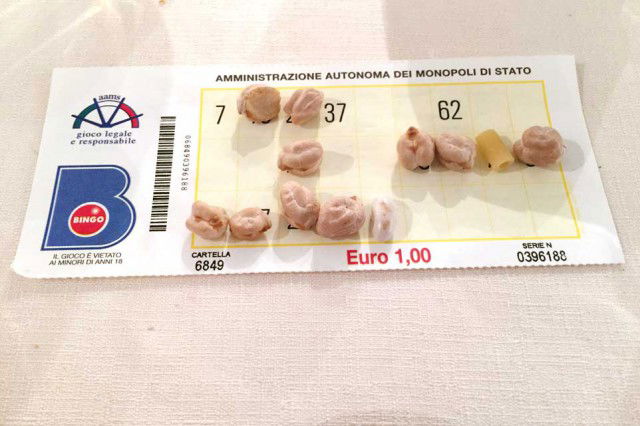 AMMINISTRAZIONE AUTONOMA DEI MONOPOLI DI STATO
aams
gioco legale
e responsabile
7 37 62
068490396188
BINGO
IL GIOCO È VIETATO
AI MINORI DI ANNI 18
CARTELLA
6849
Euro 1,00
SERIE N
0396188